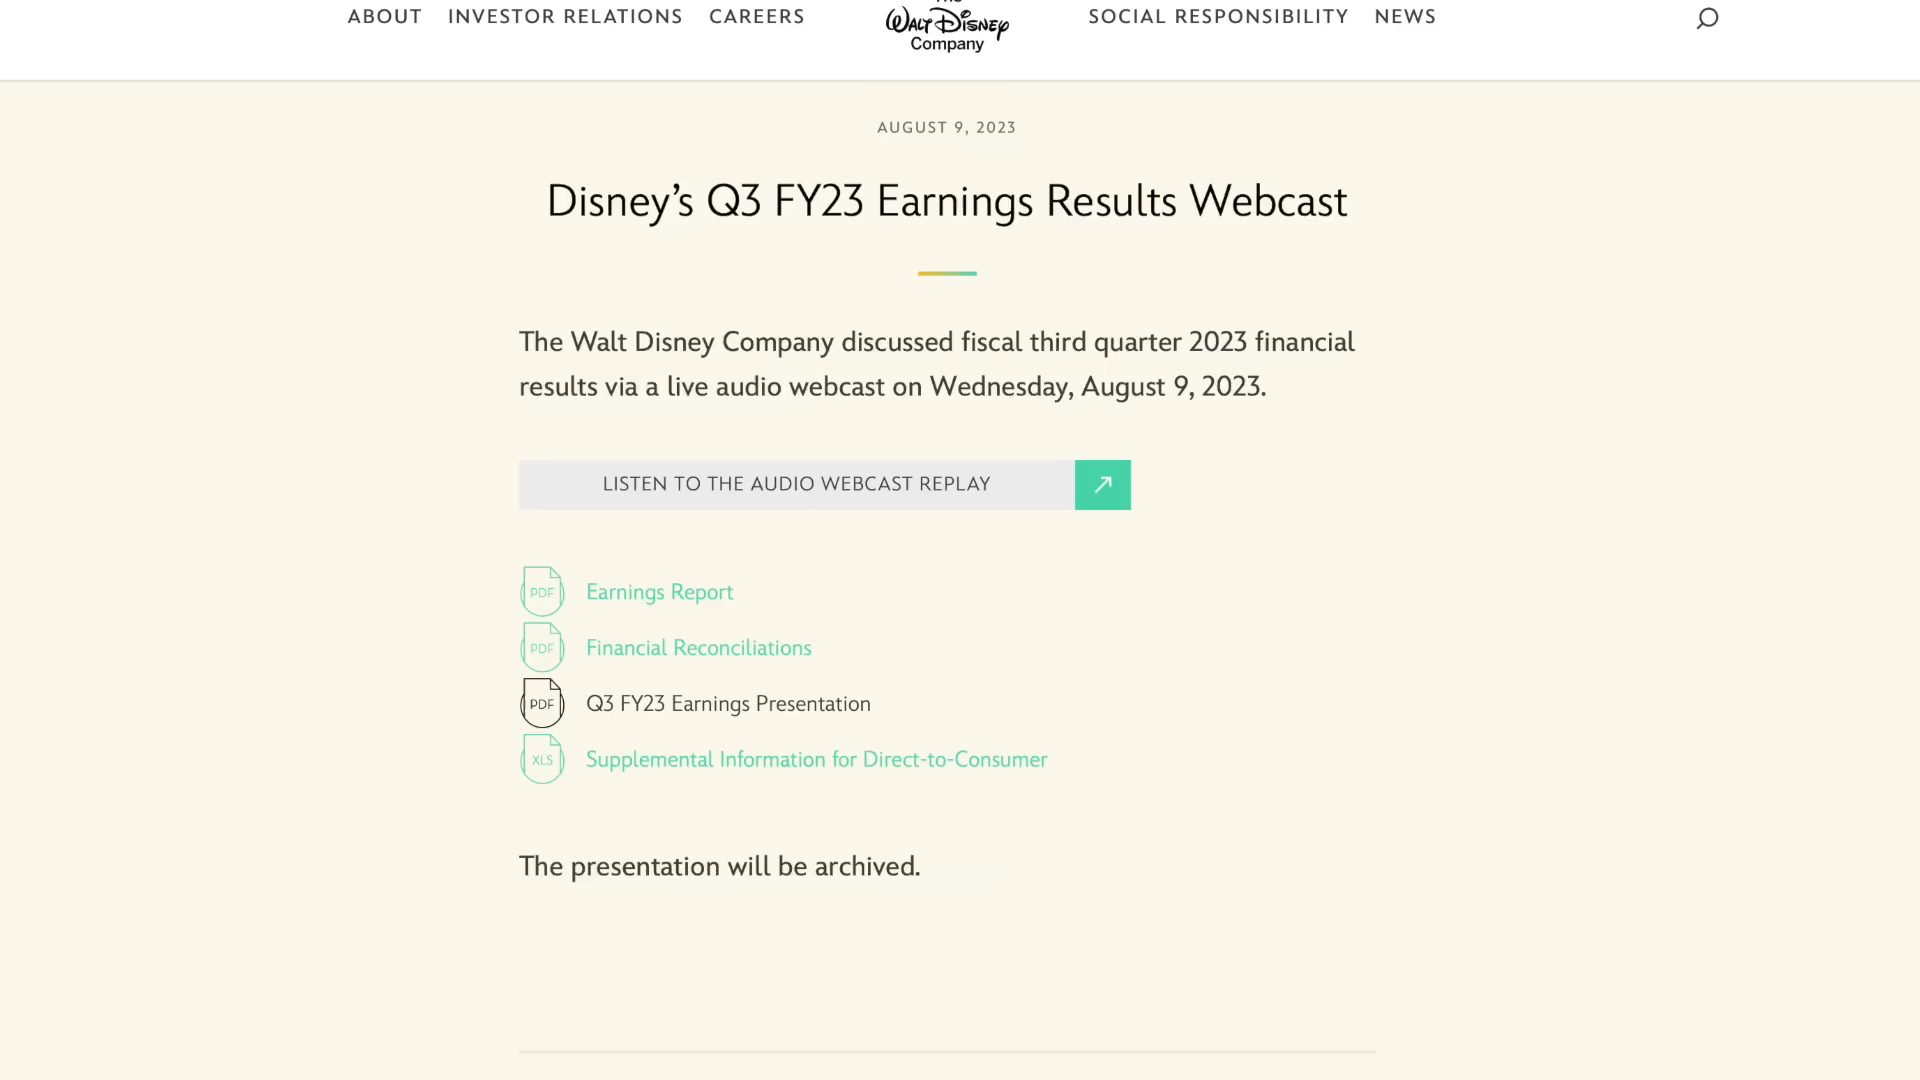 ABOUT INVESTOR RELATIONS CAREERS The Walt Disney Company SOCIAL RESPONSIBILITY NEWS
AUGUST 9, 2023
Disney’s Q3 FY23 Earnings Results Webcast
The Walt Disney Company discussed fiscal third quarter 2023 financial
results via a live audio webcast on Wednesday, August 9, 2023.
LISTEN TO THE AUDIO WEBCAST REPLAY
PDF Earnings Report
PDF Financial Reconciliations
PDF Q3 FY23 Earnings Presentation
XLS Supplemental Information for Direct-to-Consumer
The presentation will be archived.